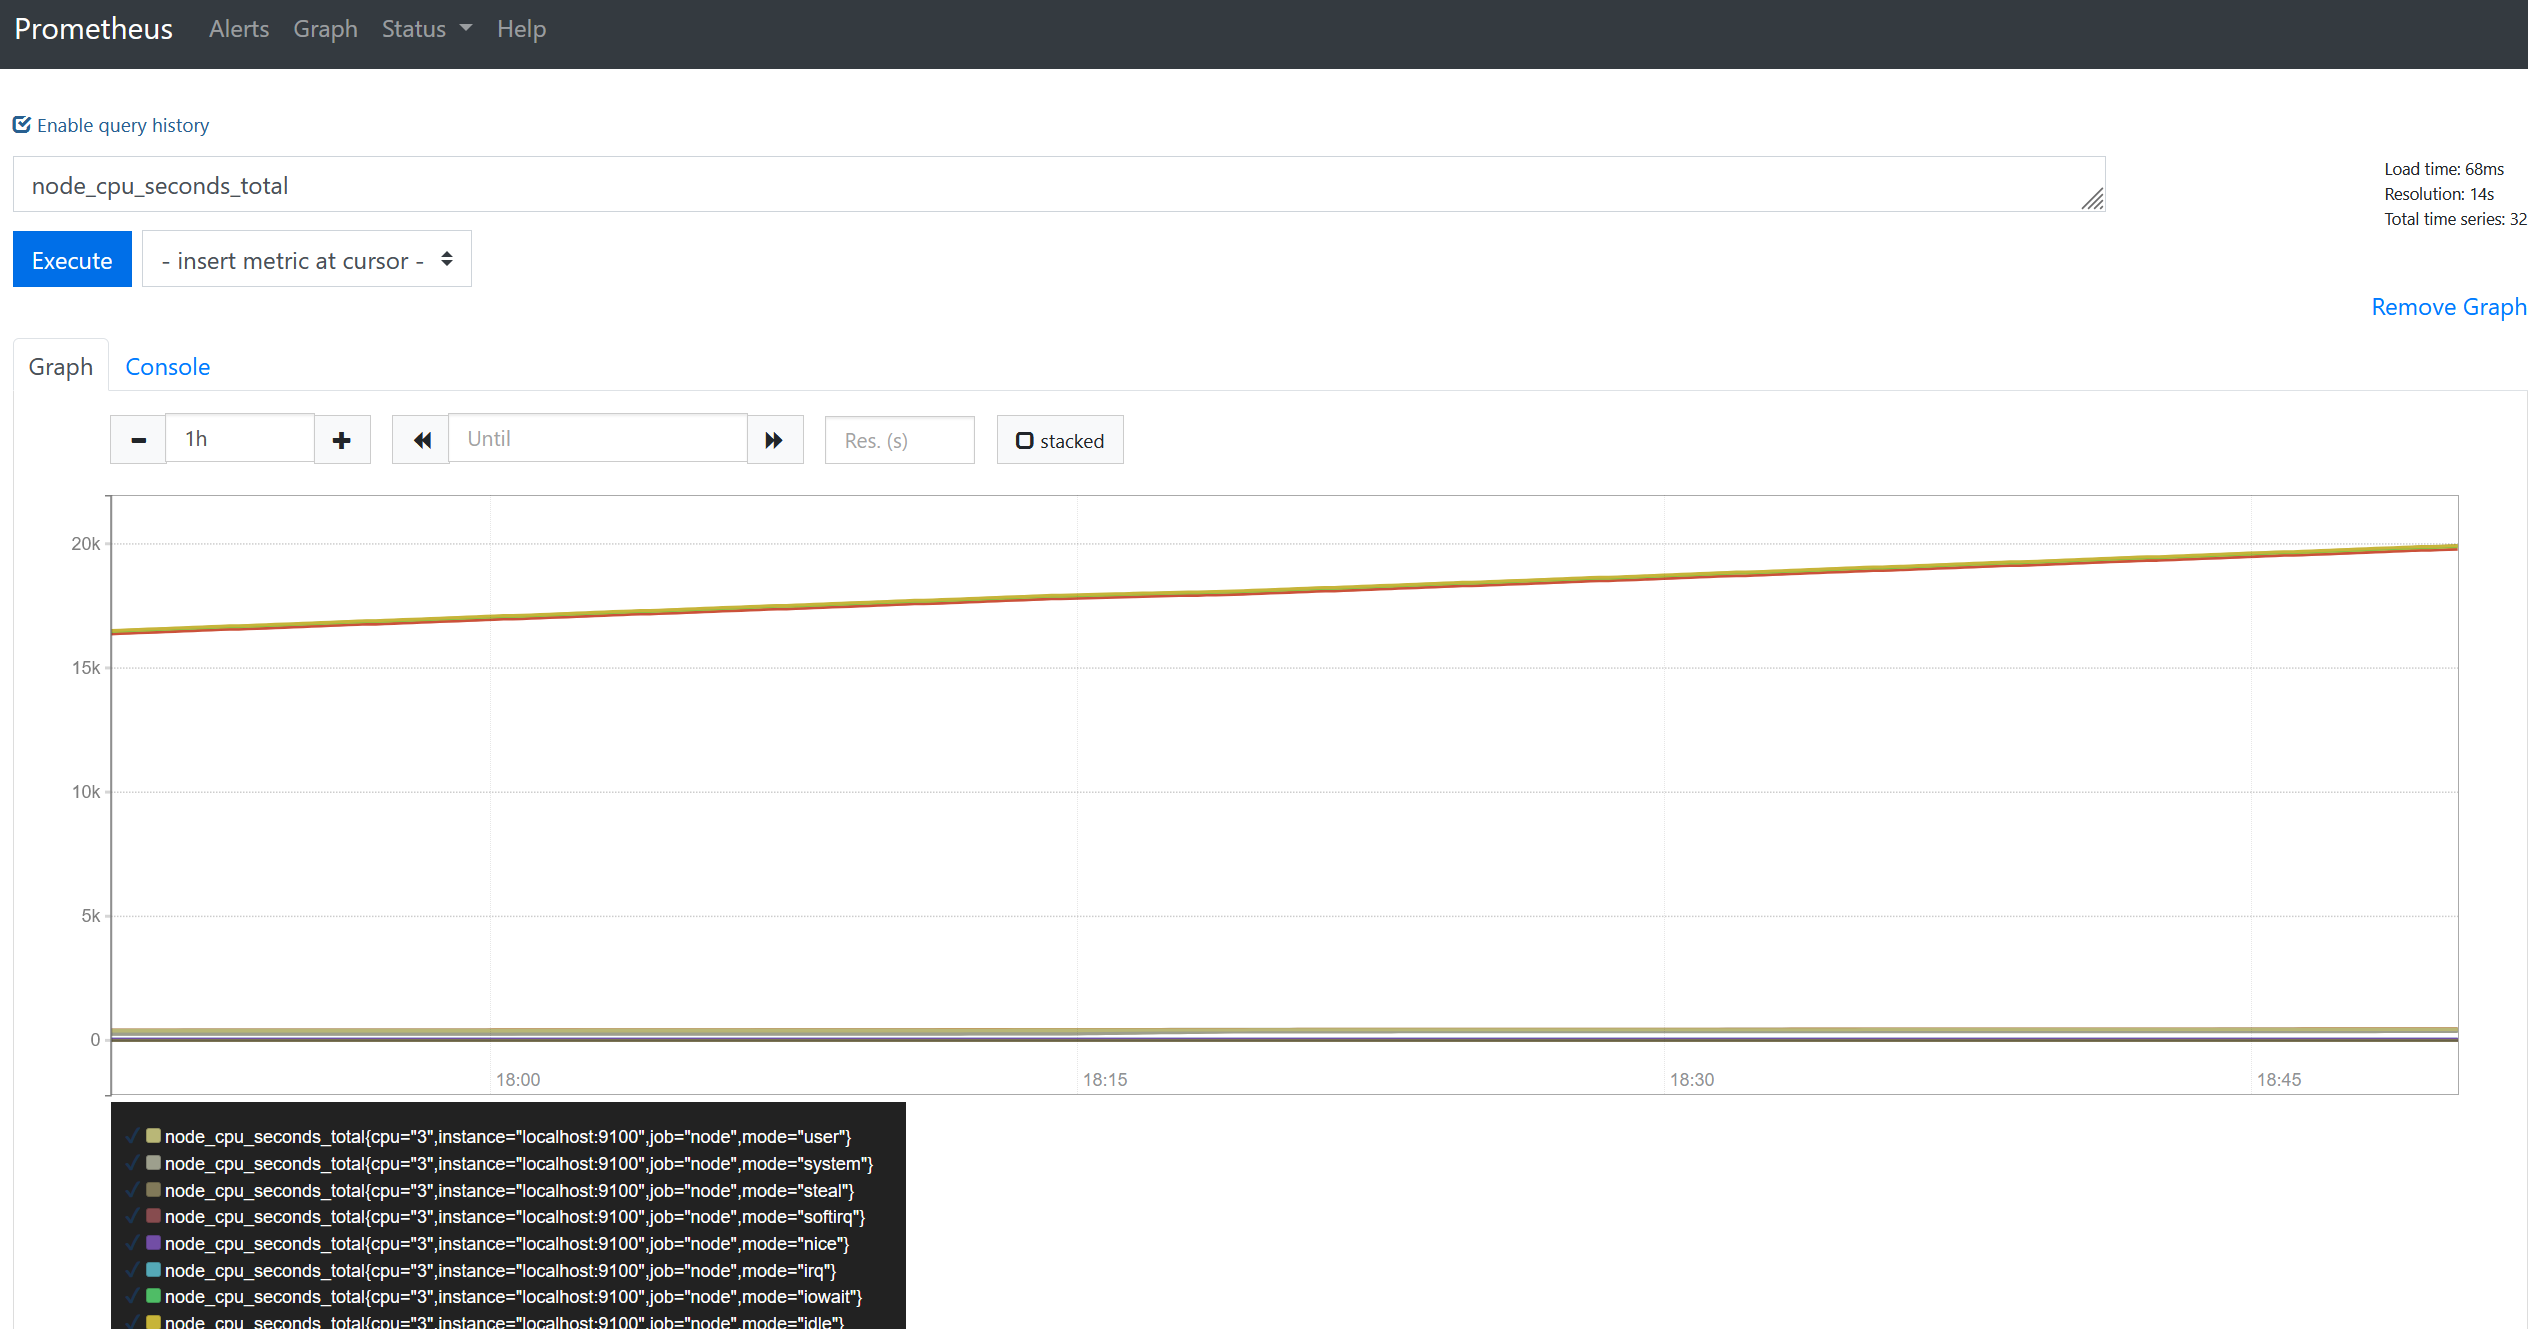 Prometheus Alerts Graph Status Help
Enable query history
node_cpu_seconds_total
Load time: 68ms
Resolution: 14s
Total time series: 32
Execute - insert metric at cursor -
Remove Graph
Graph Console
1h Until Res. (s) stacked
20k
15k
10k
5k
0
18:00 18:15 18:30 18:45
node_cpu_seconds_total{cpu="3",instance="localhost:9100",job="node",mode="user"}
node_cpu_seconds_total{cpu="3",instance="localhost:9100",job="node",mode="system"}
node_cpu_seconds_total{cpu="3",instance="localhost:9100",job="node",mode="steal"}
node_cpu_seconds_total{cpu="3",instance="localhost:9100",job="node",mode="softirq"}
node_cpu_seconds_total{cpu="3",instance="localhost:9100",job="node",mode="nice"}
node_cpu_seconds_total{cpu="3",instance="localhost:9100",job="node",mode="irq"}
node_cpu_seconds_total{cpu="3",instance="localhost:9100",job="node",mode="iowait"}
node_cpu_seconds_total{cpu="3",instance="localhost:9100",job="node",mode="idle"}